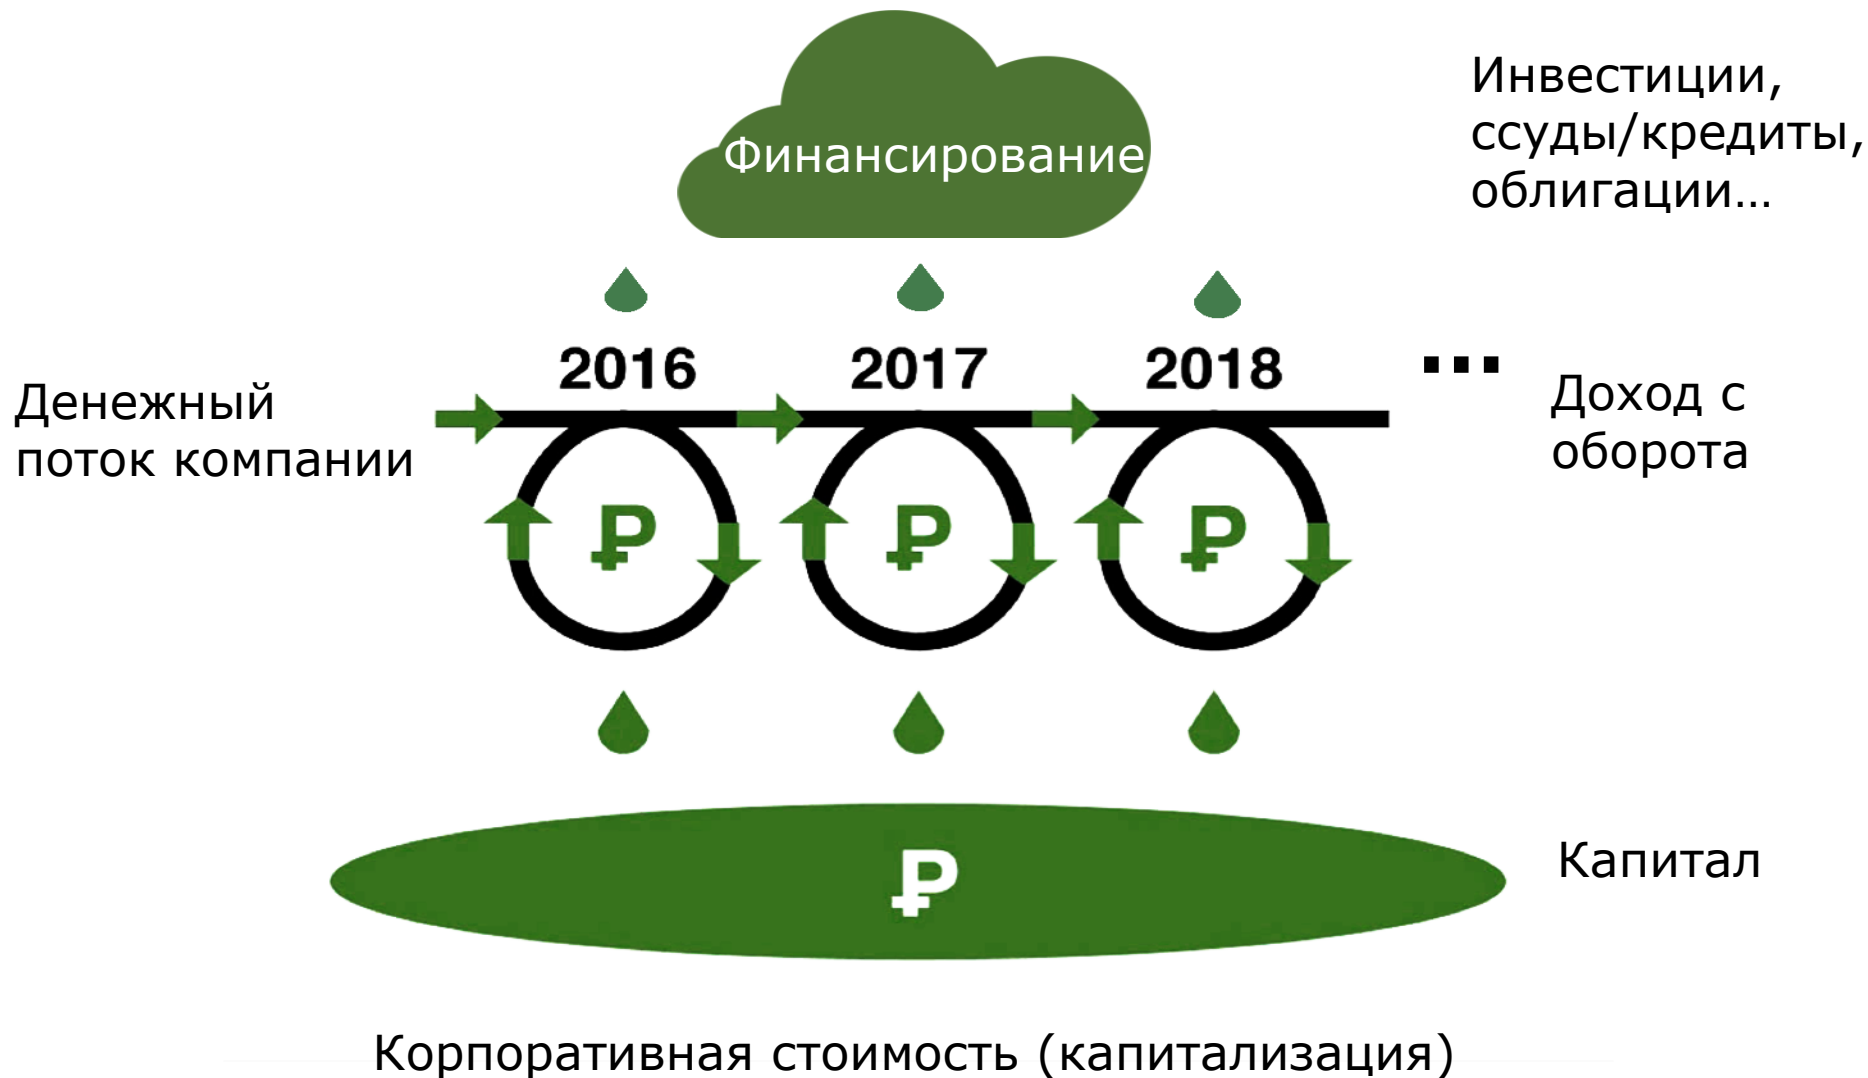 Финансирование
Инвестиции,
ссуды/кредиты,
облигации...
2016
2017
2018
...
Денежный
поток компании
Доход с
оборота
₽
₽
₽
₽
Капитал
Корпоративная стоимость (капитализация)